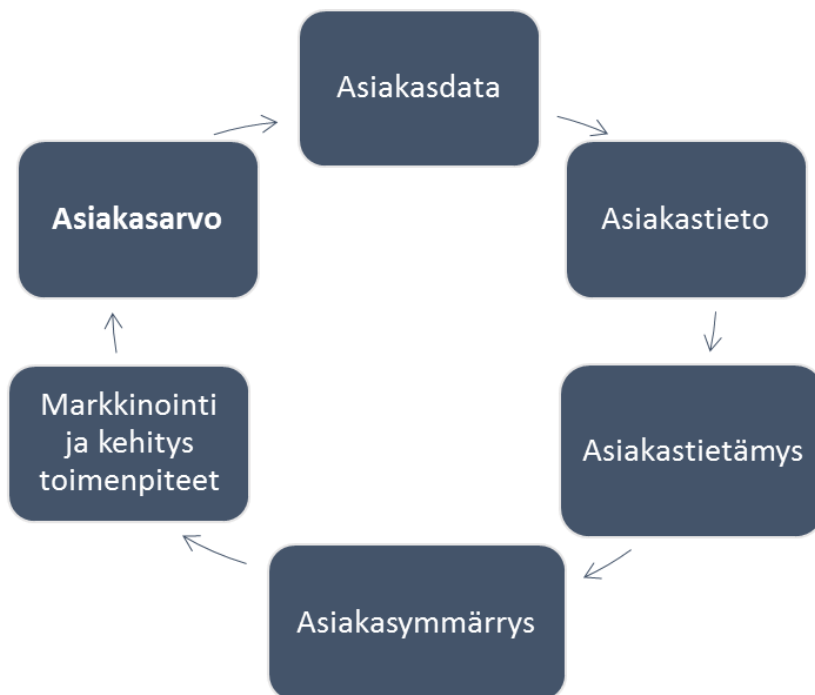 Asiakasdata
Asiakastieto
Asiakastietämys
Asiakasymmärrys
Markkinointi
ja kehitys
toimenpiteet
Asiakasarvo